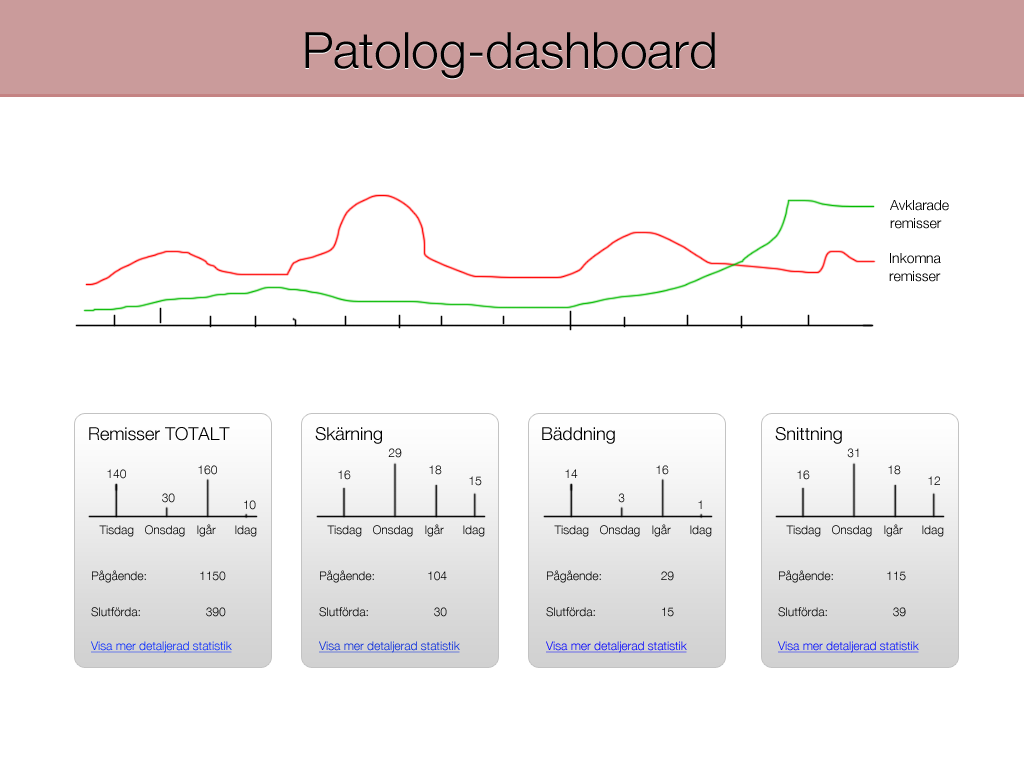 Patolog-dashboard
Avklarade
remisser
Inkomna
remisser
Remisser TOTALT
140
30
160
10
Tisdag Onsdag Igår Idag
Pågående: 1150
Slutförda: 390
Visa mer detaljerad statistik
Skärning
16
29
18
15
Tisdag Onsdag Igår Idag
Pågående: 104
Slutförda: 30
Visa mer detaljerad statistik
Bäddning
14
3
16
1
Tisdag Onsdag Igår Idag
Pågående: 29
Slutförda: 15
Visa mer detaljerad statistik
Snittning
16
31
18
12
Tisdag Onsdag Igår Idag
Pågående: 115
Slutförda: 39
Visa mer detaljerad statistik